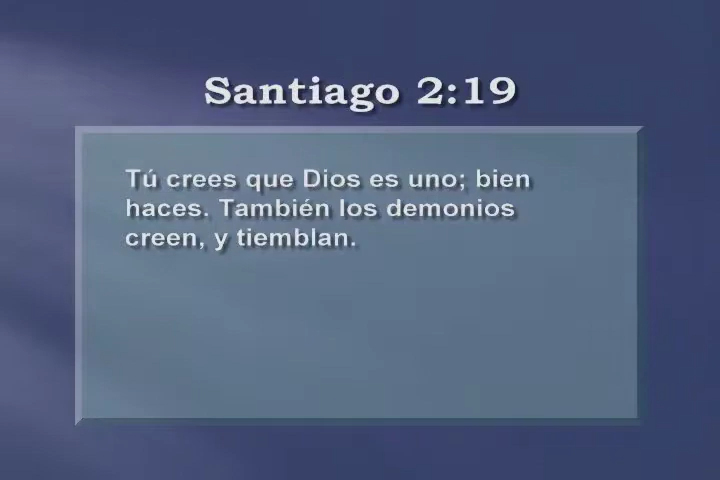 Santiago 2:19
Tú crees que Dios es uno; bien
haces. También los demonios
creen, y tiemblan.